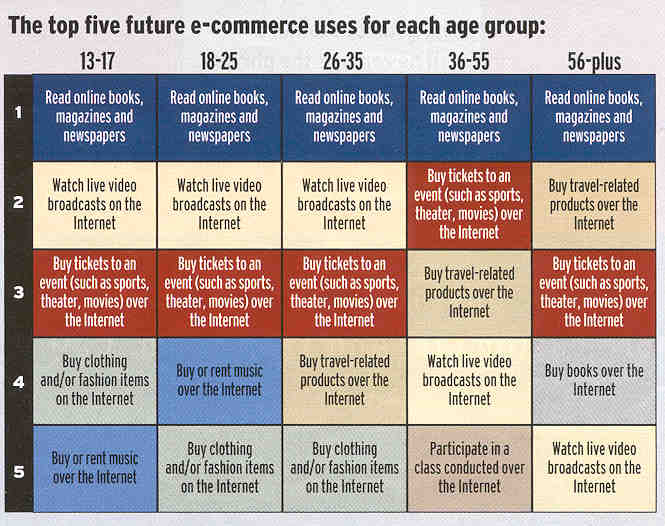 The top five future e-commerce uses for each age group:
13-17 18-25 26-35 36-55 56-plus
1
Read online books,
magazines and
newspapers
Read online books,
magazines and
newspapers
Read online books,
magazines and
newspapers
Read online books,
magazines and
newspapers
Read online books,
magazines and
newspapers
2
Watch live video
broadcasts on the
Internet
Watch live video
broadcasts on the
Internet
Watch live video
broadcasts on the
Internet
Buy tickets to an
event (such as sports,
theater, movies) over
the Internet
Buy travel-related
products over the
Internet
3
Buy tickets to an
event (such as sports,
theater, movies) over
the Internet
Buy tickets to an
event (such as sports,
theater, movies) over
the Internet
Buy tickets to an
event (such as sports,
theater, movies) over
the Internet
Buy travel-related
products over the
Internet
Buy tickets to an
event (such as sports,
theater, movies) over
the Internet
4
Buy clothing
and/or fashion items
on the Internet
Buy or rent music
over the Internet
Buy travel-related
products over the
Internet
Watch live video
broadcasts on the
Internet
Buy books over the
Internet
5
Buy or rent music
over the Internet
Buy clothing
and/or fashion items
on the Internet
Buy clothing
and/or fashion items
on the Internet
Participate in a
class conducted over
the Internet
Watch live video
broadcasts on the
Internet